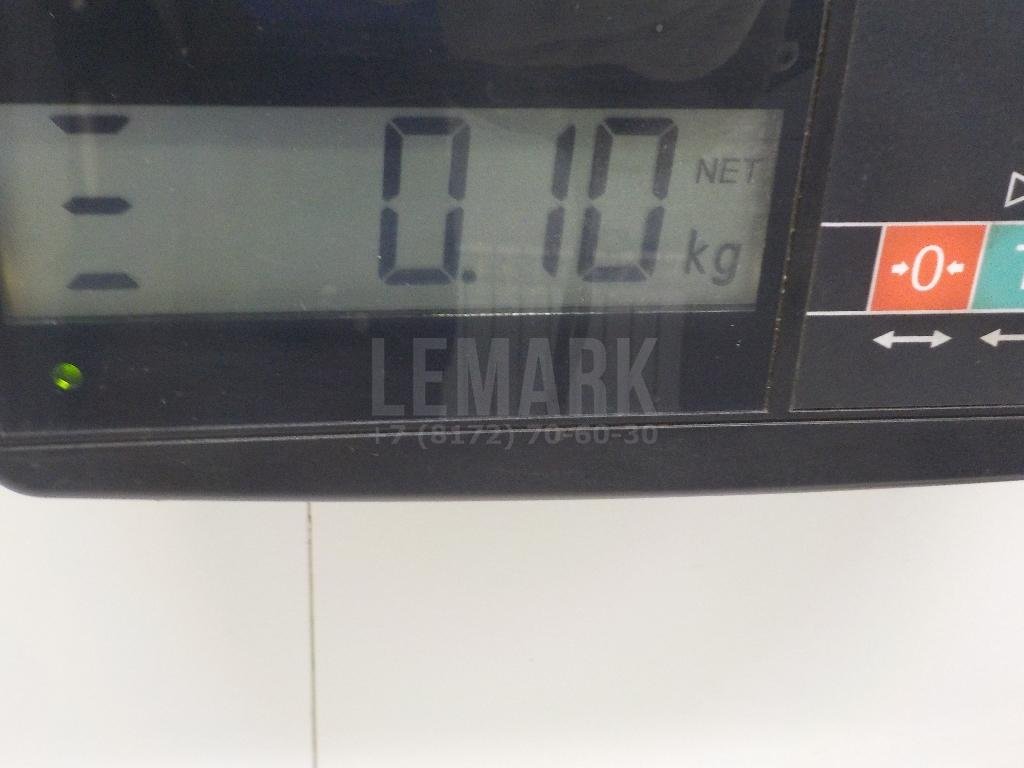 0.10
NET
kg
→0←
LEMARK
+7 (8172) 70-60-30